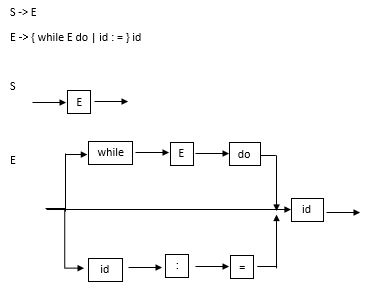 S -> E
E -> { while E do | id : = } id
S
E
while E do
E
id
id : =